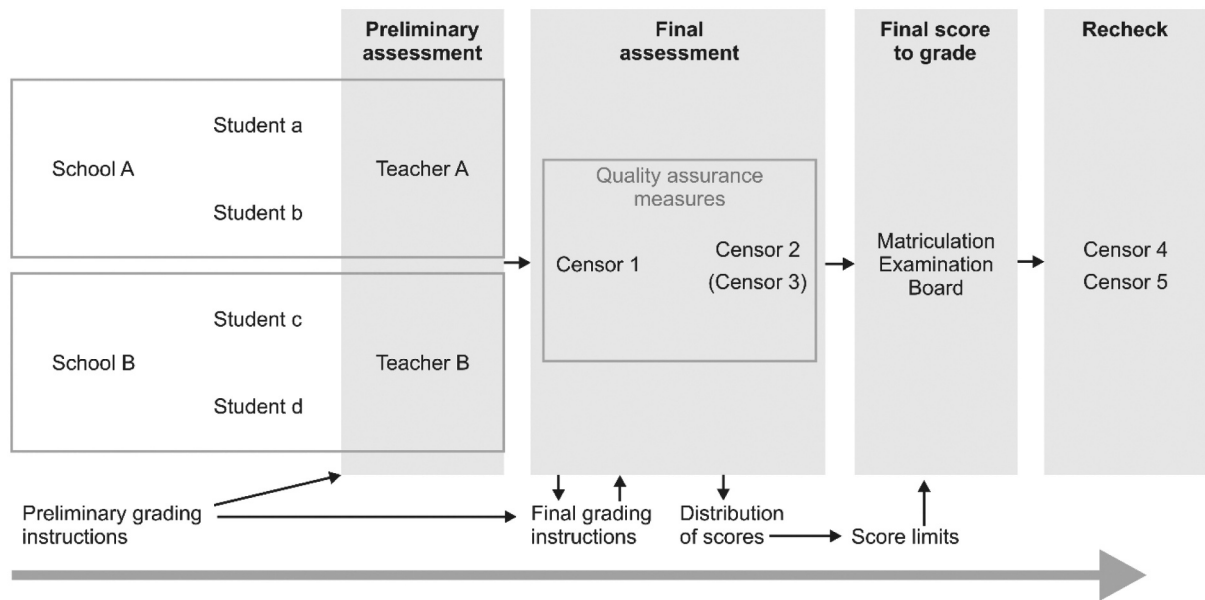 Preliminary
assessment
Final
assessment
Final score
to grade
Recheck
Student a
School A
Teacher A
Student b
Student c
School B
Teacher B
Student d
Quality assurance
measures
Censor 1
Censor 2
(Censor 3)
Matriculation
Examination
Board
Censor 4
Censor 5
Preliminary grading
instructions
Final grading
instructions
Distribution
of scores
Score limits